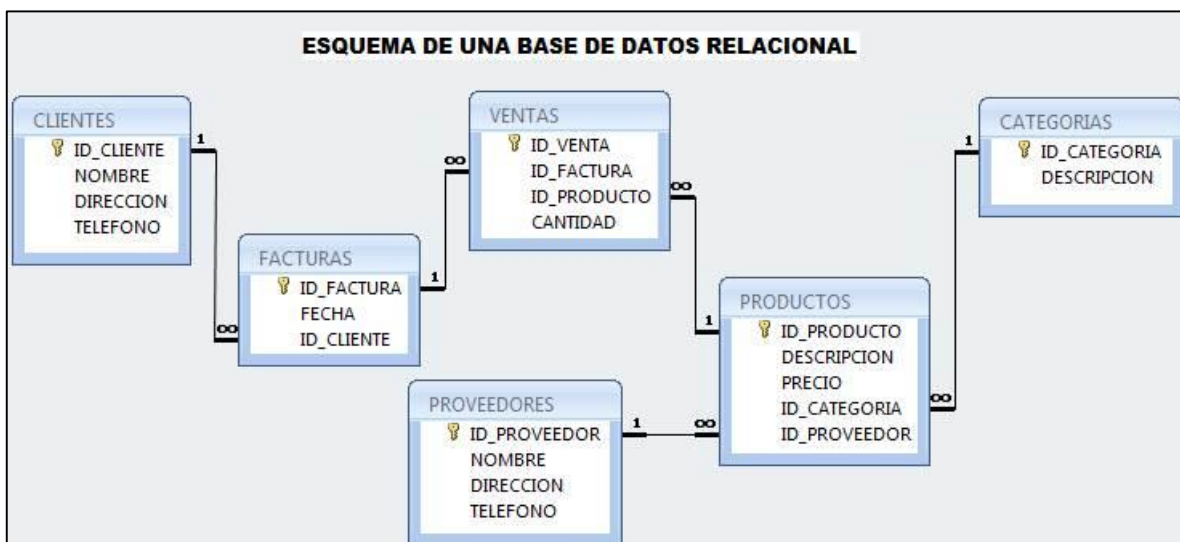 ESQUEMA DE UNA BASE DE DATOS RELACIONAL
CLIENTES
ID_CLIENTE
NOMBRE
DIRECCION
TELEFONO
1
∞
FACTURAS
ID_FACTURA
FECHA
ID_CLIENTE
1
∞
VENTAS
ID_VENTA
ID_FACTURA
ID_PRODUCTO
CANTIDAD
∞
1
PROVEEDORES
ID_PROVEEDOR
NOMBRE
DIRECCION
TELEFONO
1
∞
PRODUCTOS
ID_PRODUCTO
DESCRIPCION
PRECIO
ID_CATEGORIA
ID_PROVEEDOR
∞
1
CATEGORIAS
ID_CATEGORIA
DESCRIPCION